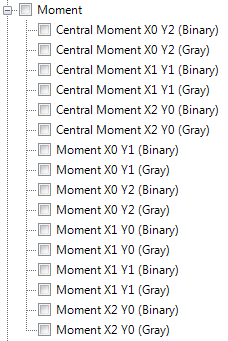 Moment
Central Moment X0 Y2 (Binary)
Central Moment X0 Y2 (Gray)
Central Moment X1 Y1 (Binary)
Central Moment X1 Y1 (Gray)
Central Moment X2 Y0 (Binary)
Central Moment X2 Y0 (Gray)
Moment X0 Y1 (Binary)
Moment X0 Y1 (Gray)
Moment X0 Y2 (Binary)
Moment X0 Y2 (Gray)
Moment X1 Y0 (Binary)
Moment X1 Y0 (Gray)
Moment X1 Y1 (Binary)
Moment X1 Y1 (Gray)
Moment X2 Y0 (Binary)
Moment X2 Y0 (Gray)